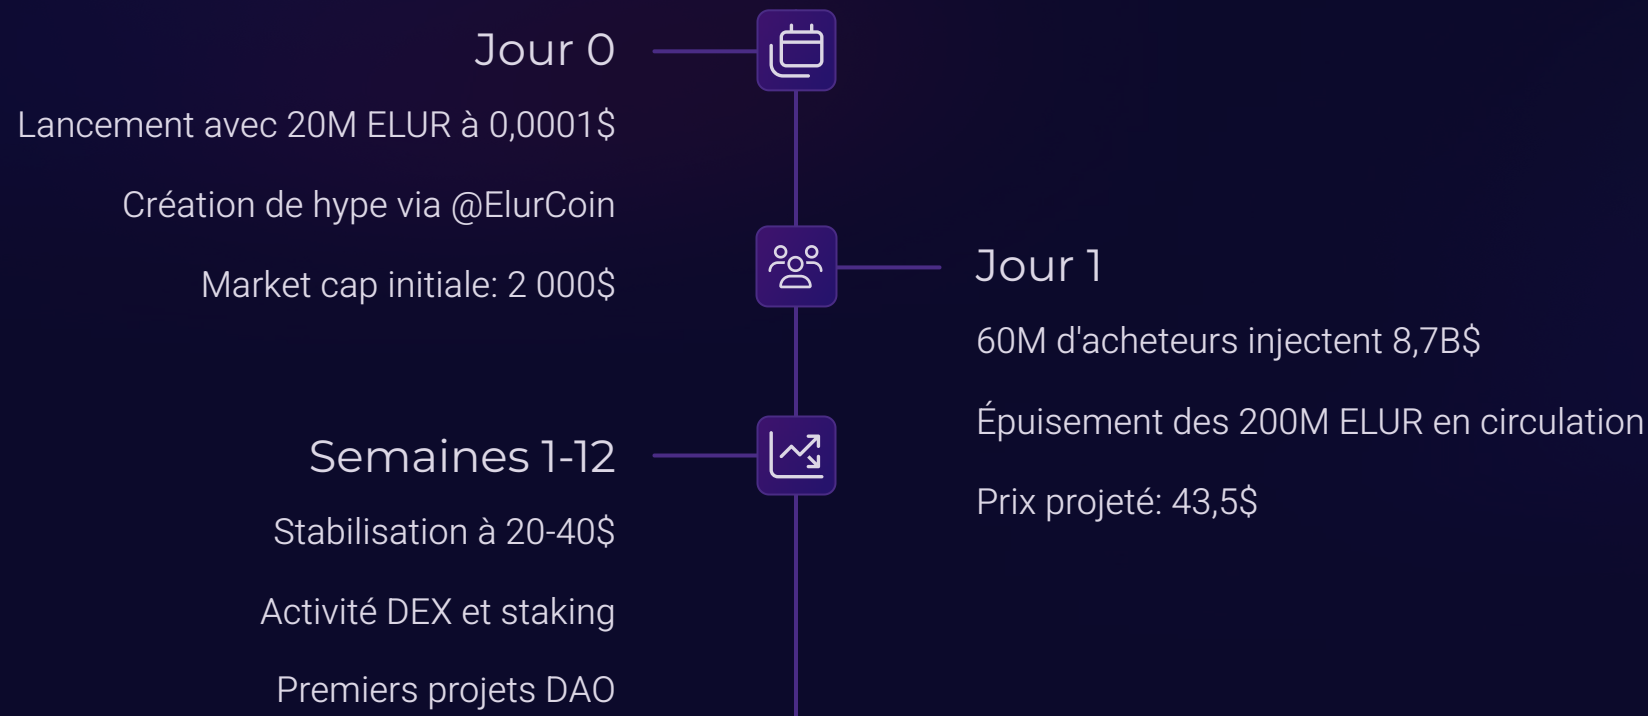 Jour 0
Lancement avec 20M ELUR à 0,0001$
Création de hype via @ElurCoin
Market cap initiale: 2 000$
Jour 1
60M d'acheteurs injectent 8,7B$
Épuisement des 200M ELUR en circulation
Prix projeté: 43,5$
Semaines 1-12
Stabilisation à 20-40$
Activité DEX et staking
Premiers projets DAO